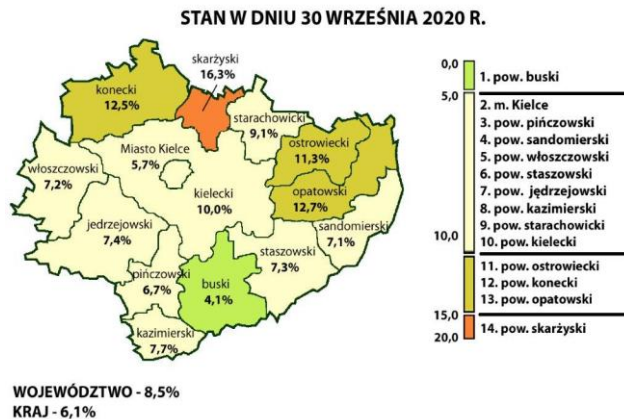 STAN W DNIU 30 WRZEŚNIA 2020 R.
skarżyski
16,3%
konecki
12,5%
starachowicki
9,1%
ostrowiecki
11,3%
Miasto Kielce
5,7%
włoszczowski
7,2%
opatowski
12,7%
kielecki
10,0%
sandomierski
7,1%
jedrzejowski
7,4%
staszowski
7,3%
pińczowski
6,7%
buski
4,1%
kazimierski
7,7%
WOJEWÓDZTWO - 8,5%
KRAJ - 6,1%
0,0
1. pow. buski
5,0
2. m. Kielce
3. pow. pińczowski
4. pow. sandomierski
5. pow. włoszczowski
6. pow. staszowski
7. pow. jędrzejowski
8. pow. kazimierski
9. pow. starachowicki
10. pow. kielecki
10,0
11. pow. ostrowiecki
12. pow. konecki
13. pow. opatowski
15,0
14. pow. skarżyski
20,0